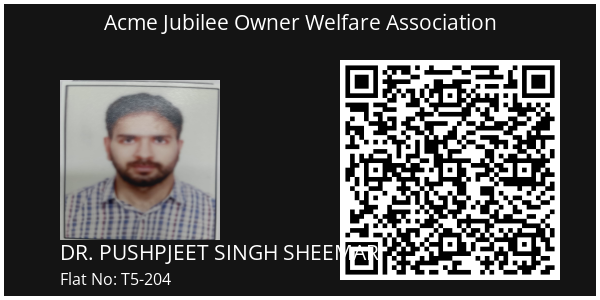 Acme Jubilee Owner Welfare Association
DR. PUSHPJEET SINGH SHEEMAR
Flat No: T5-204